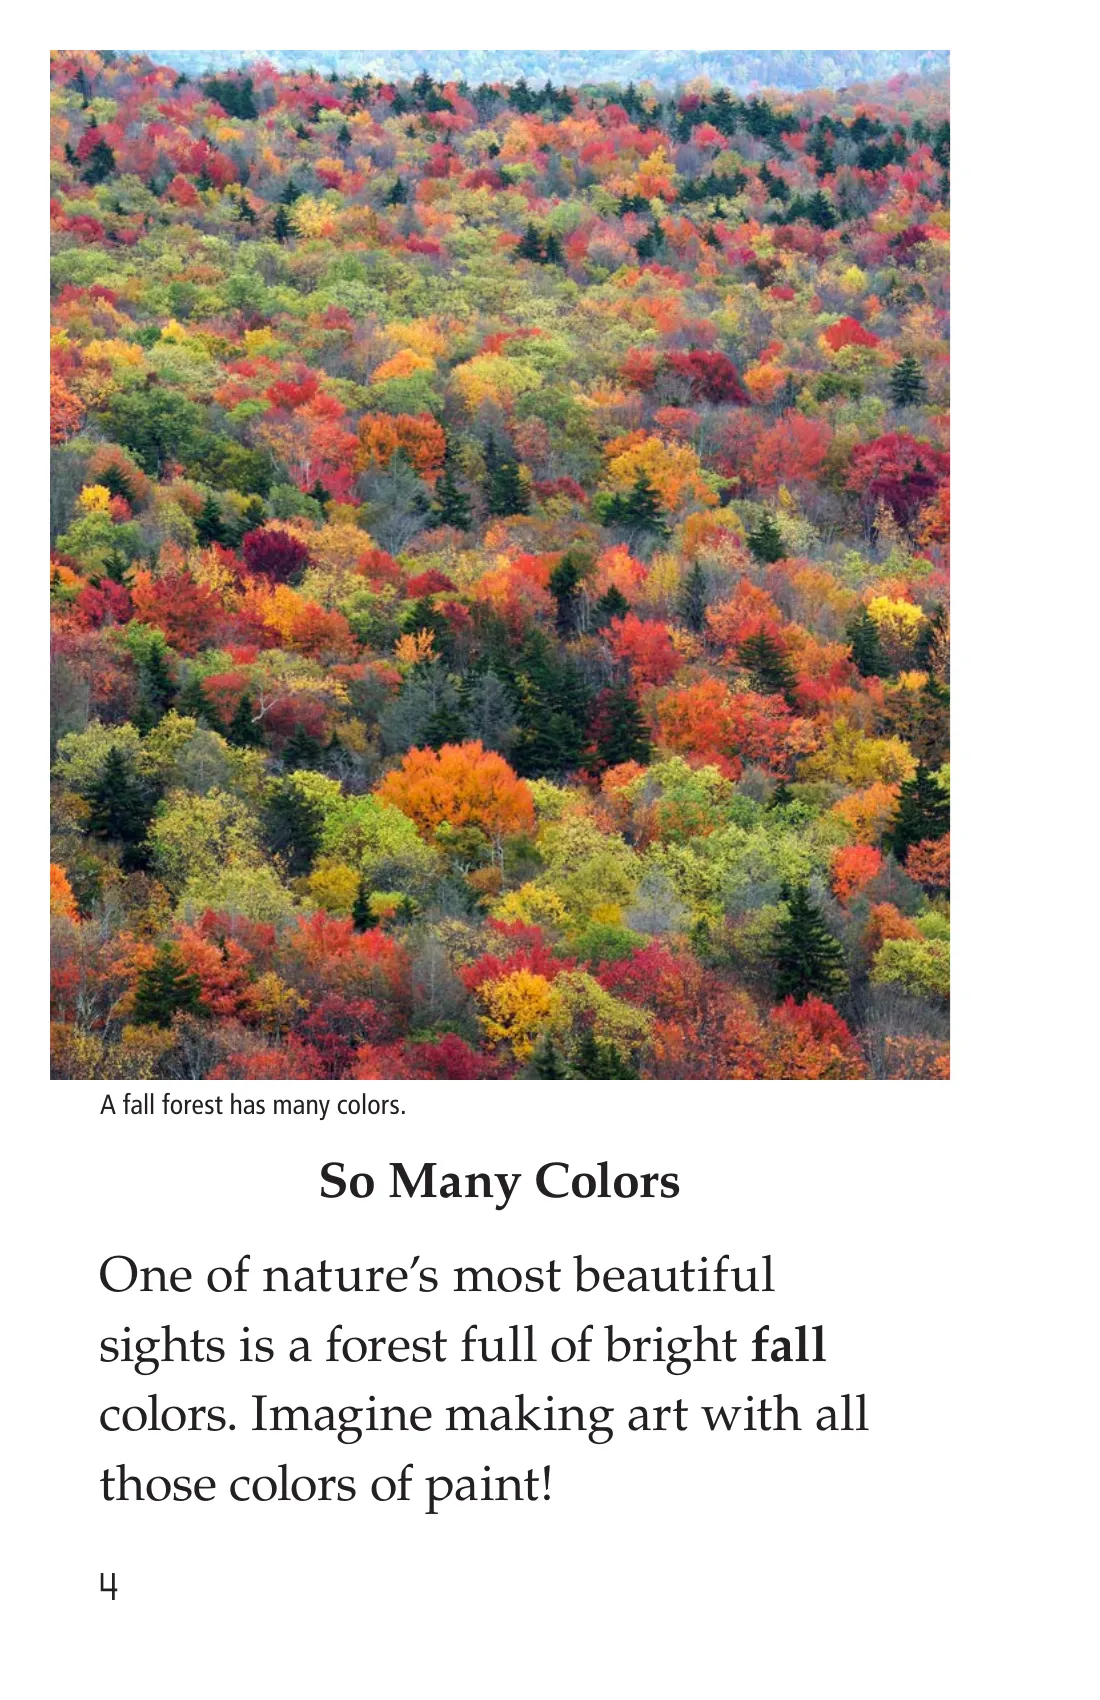 A fall forest has many colors.
So Many Colors
One of nature’s most beautiful
sights is a forest full of bright fall
colors. Imagine making art with all
those colors of paint!
4